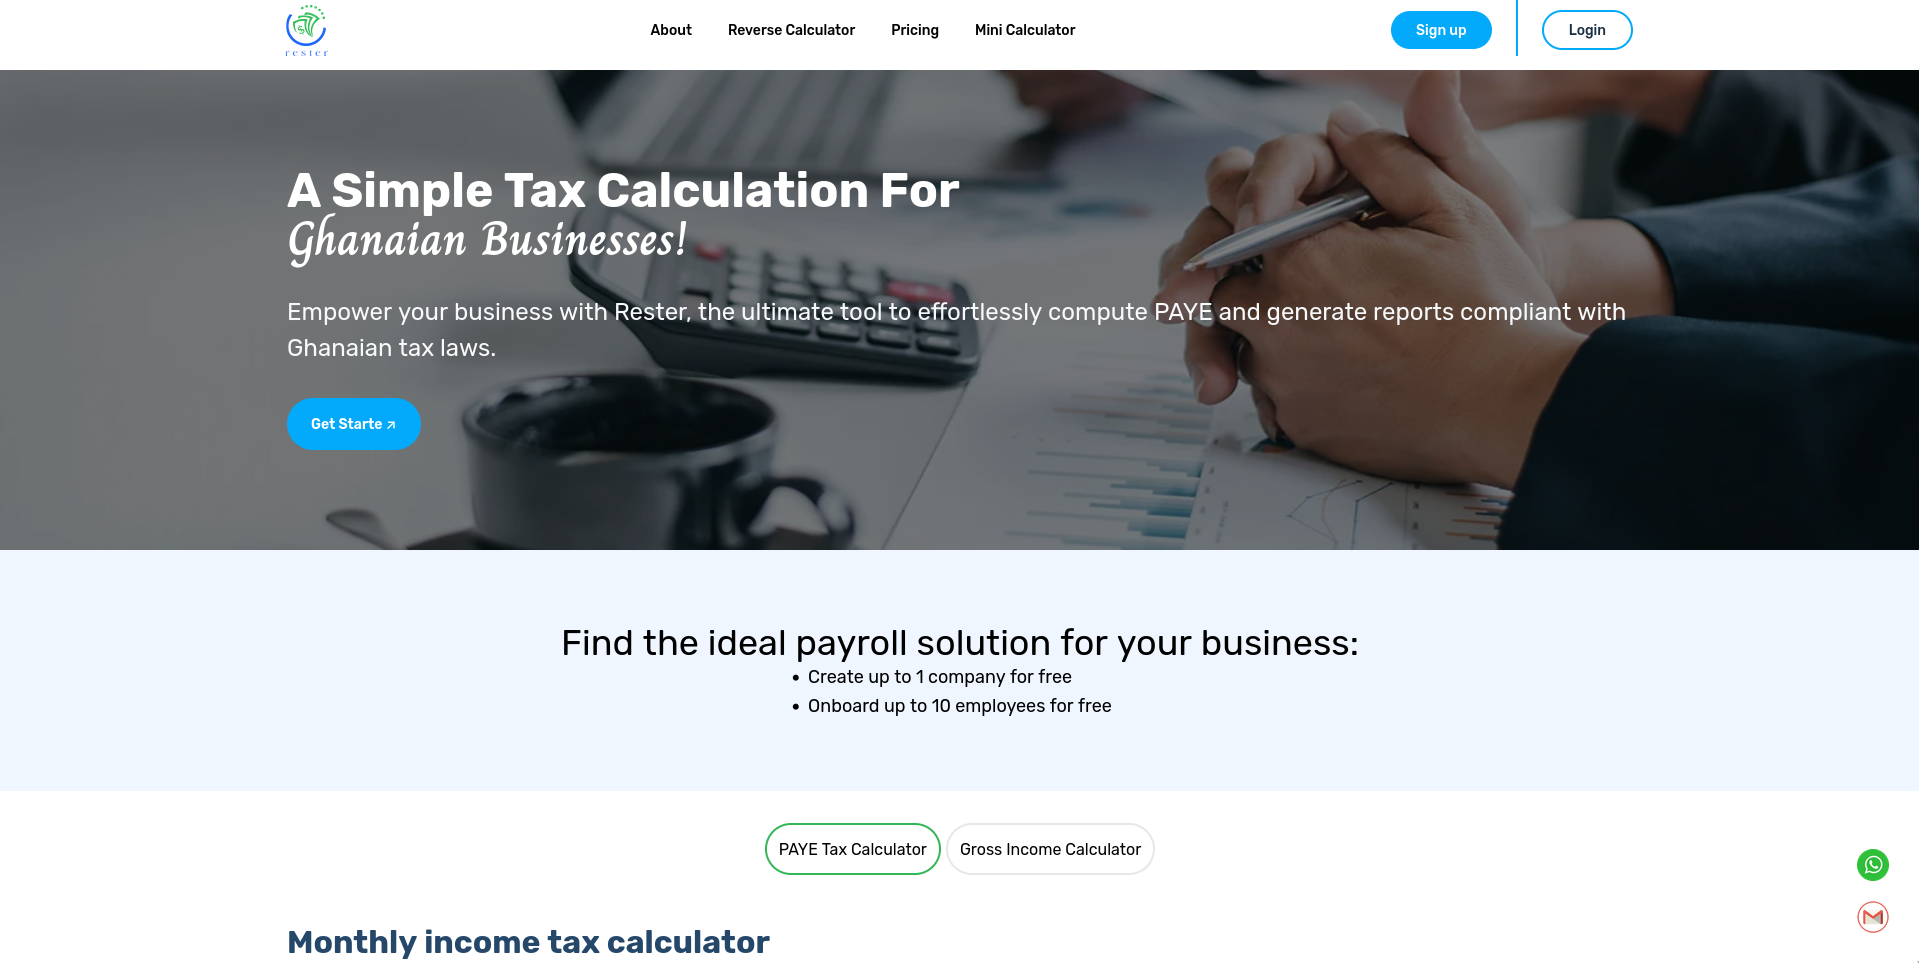 rester
About
Reverse Calculator
Pricing
Mini Calculator
Sign up
Login
A Simple Tax Calculation For
Ghanaian Businesses!
Empower your business with Rester, the ultimate tool to effortlessly compute PAYE and generate reports compliant with
Ghanaian tax laws.
Get Starte
Find the ideal payroll solution for your business:
• Create up to 1 company for free
• Onboard up to 10 employees for free
PAYE Tax Calculator
Gross Income Calculator
Monthly income tax calculator